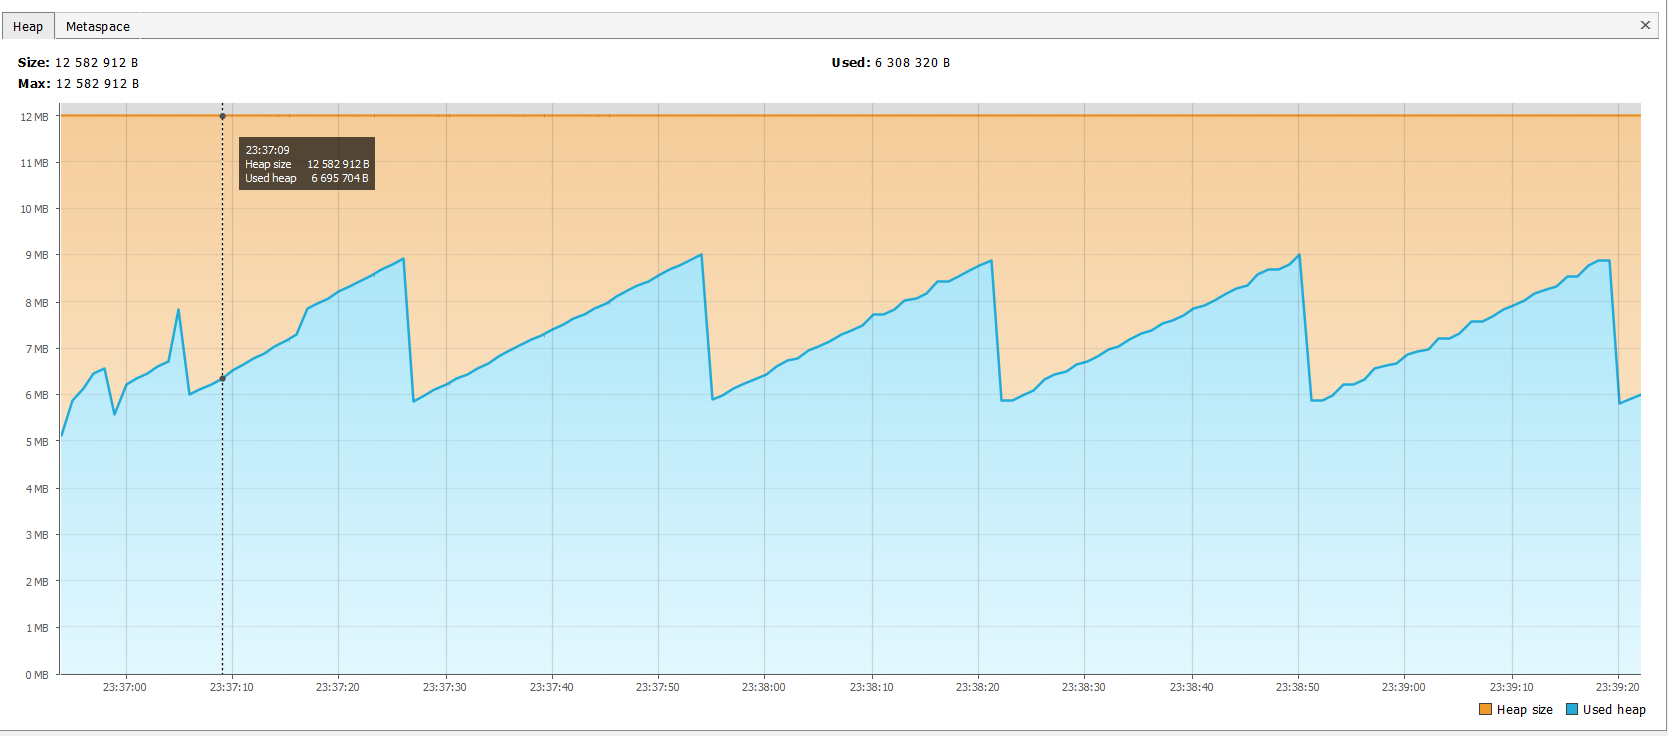 Heap Metaspace
Size: 12 582 912 B Used: 6 308 320 B
Max: 12 582 912 B
12 MB
11 MB
10 MB
9 MB
8 MB
7 MB
6 MB
5 MB
4 MB
3 MB
2 MB
1 MB
0 MB
23:37:09
Heap size 12 582 912 B
Used heap 6 695 704 B
23:37:00 23:37:10 23:37:20 23:37:30 23:37:40 23:37:50 23:38:00 23:38:10 23:38:20 23:38:30 23:38:40 23:38:50 23:39:00 23:39:10 23:39:20
Heap size Used heap